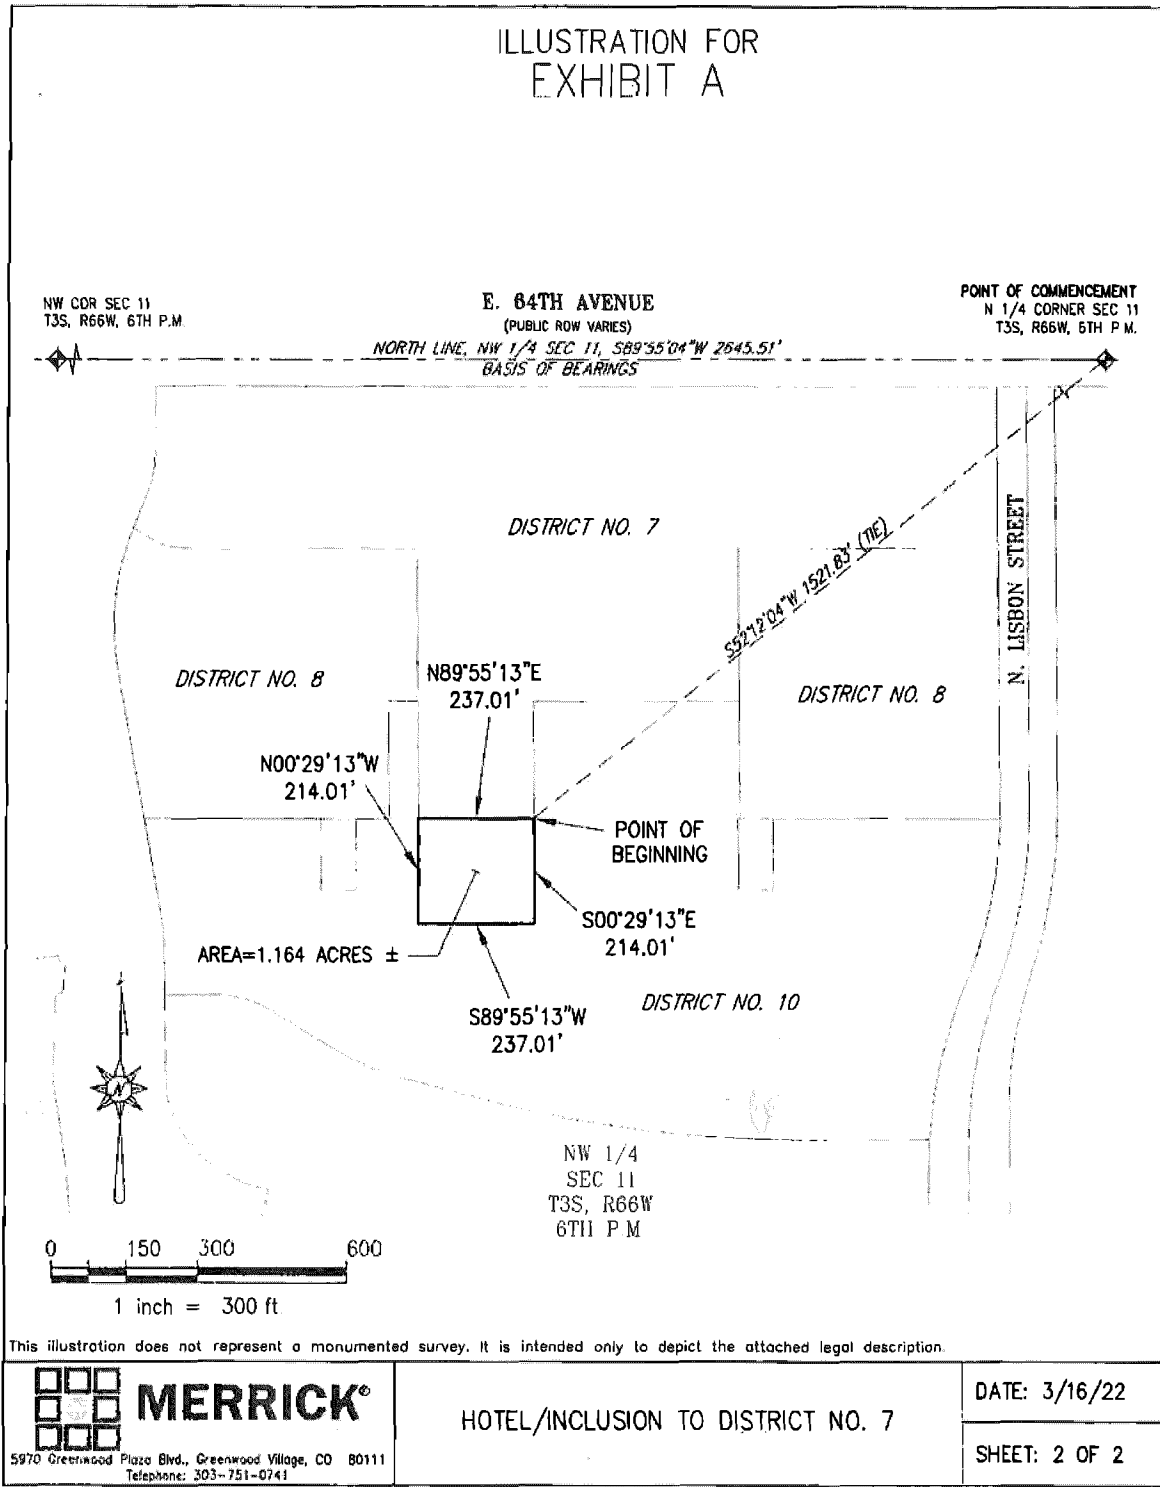 ILLUSTRATION FOR
EXHIBIT A
NW COR SEC 11
T3S, R66W, 6TH P.M.
E. 64TH AVENUE
(PUBLIC ROW VARIES)
NORTH LINE, NW 1/4 SEC 11, S89°55'04"W 2645.51'
BASIS OF BEARINGS
POINT OF COMMENCEMENT
N 1/4 CORNER SEC 11
T3S, R66W, 6TH P.M.
DISTRICT NO. 7
S52°12'04"W 1521.83' (TIE)
N. LISBON STREET
DISTRICT NO. 8
N89°55'13"E
237.01'
DISTRICT NO. 8
N00°29'13"W
214.01'
POINT OF
BEGINNING
S00°29'13"E
214.01'
AREA=1.164 ACRES ±
S89°55'13"W
237.01'
DISTRICT NO. 10
N
NW 1/4
SEC 11
T3S, R66W
6TH P.M
0 150 300 600
1 inch = 300 ft.
This illustration does not represent a monumented survey. It is intended only to depict the attached legal description.
MERRICK®
5970 Greenwood Plaza Blvd., Greenwood Village, CO 80111
Telephone: 303-751-0741
HOTEL/INCLUSION TO DISTRICT NO. 7
DATE: 3/16/22
SHEET: 2 OF 2